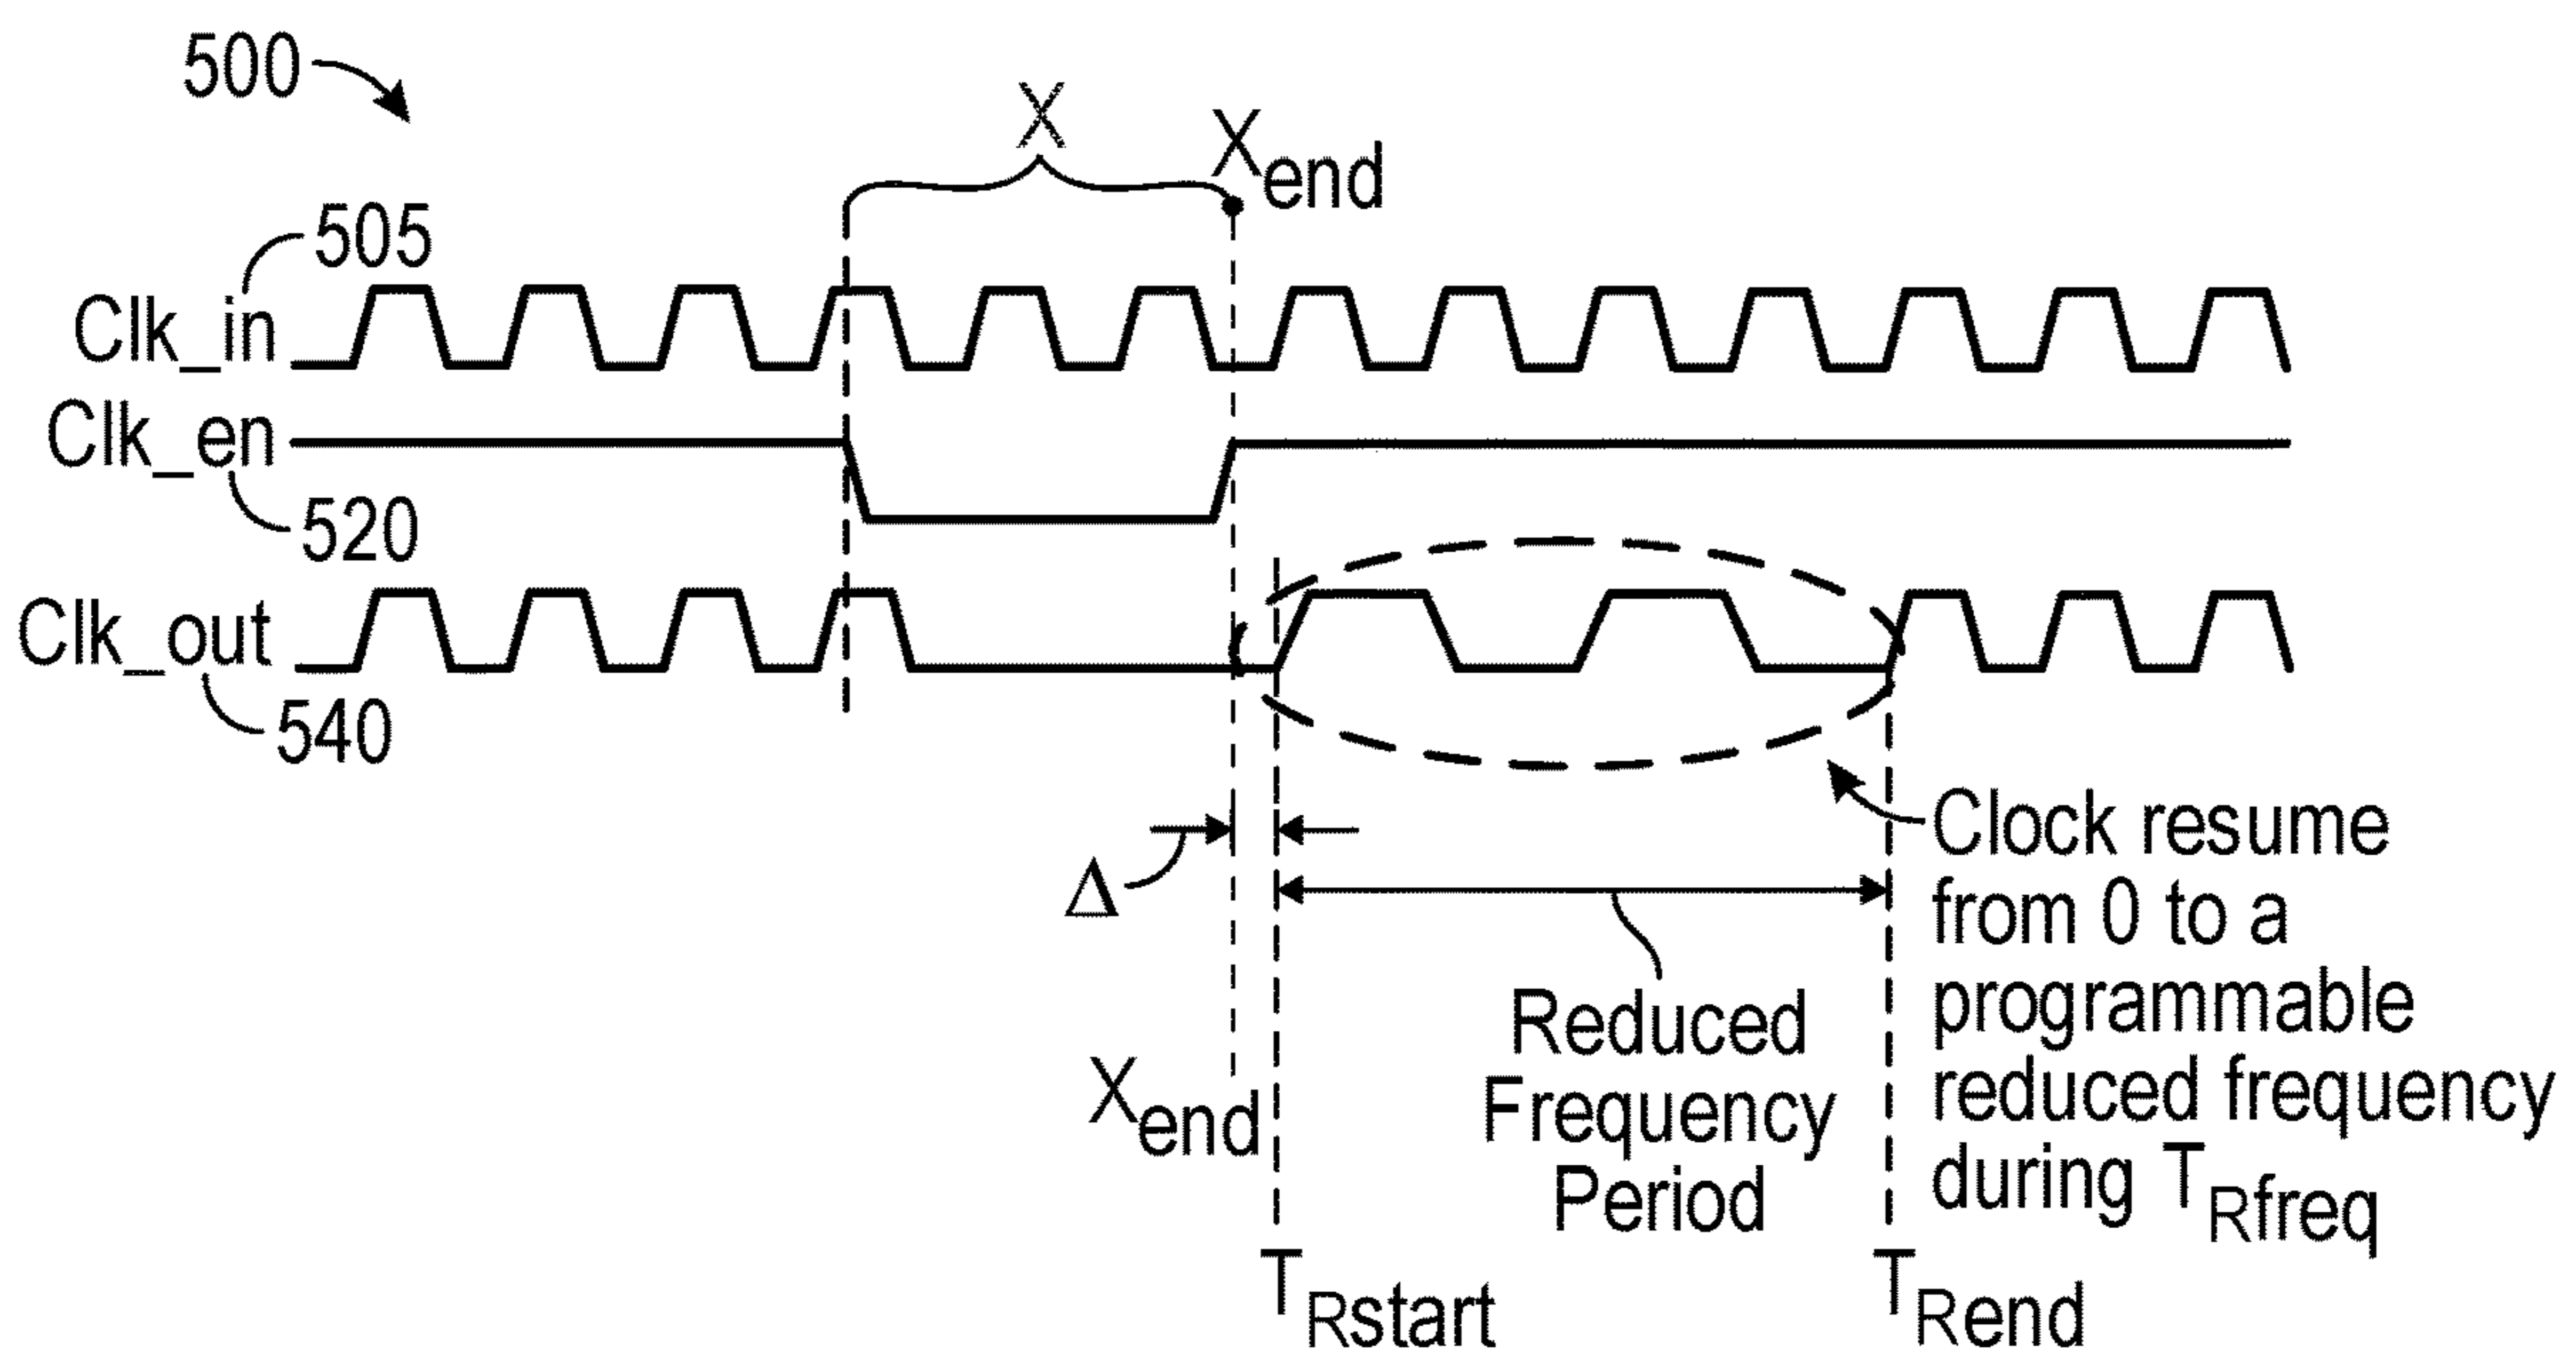 500
X
Xend
505
Clk_in
Clk_en
520
Clk_out
540
Δ
Clock resume
from 0 to a
programmable
reduced frequency
during TRfreq
Reduced
Frequency
Period
Xend
TRstart
TRend